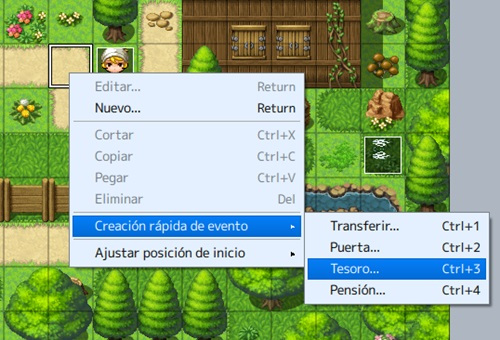 Editar... Return
Nuevo... Return
Cortar Ctrl+X
Copiar Ctrl+C
Pegar Ctrl+V
Eliminar Del
Creación rápida de evento
Ajustar posición de inicio
Transferir... Ctrl+1
Puerta... Ctrl+2
Tesoro... Ctrl+3
Pensión... Ctrl+4